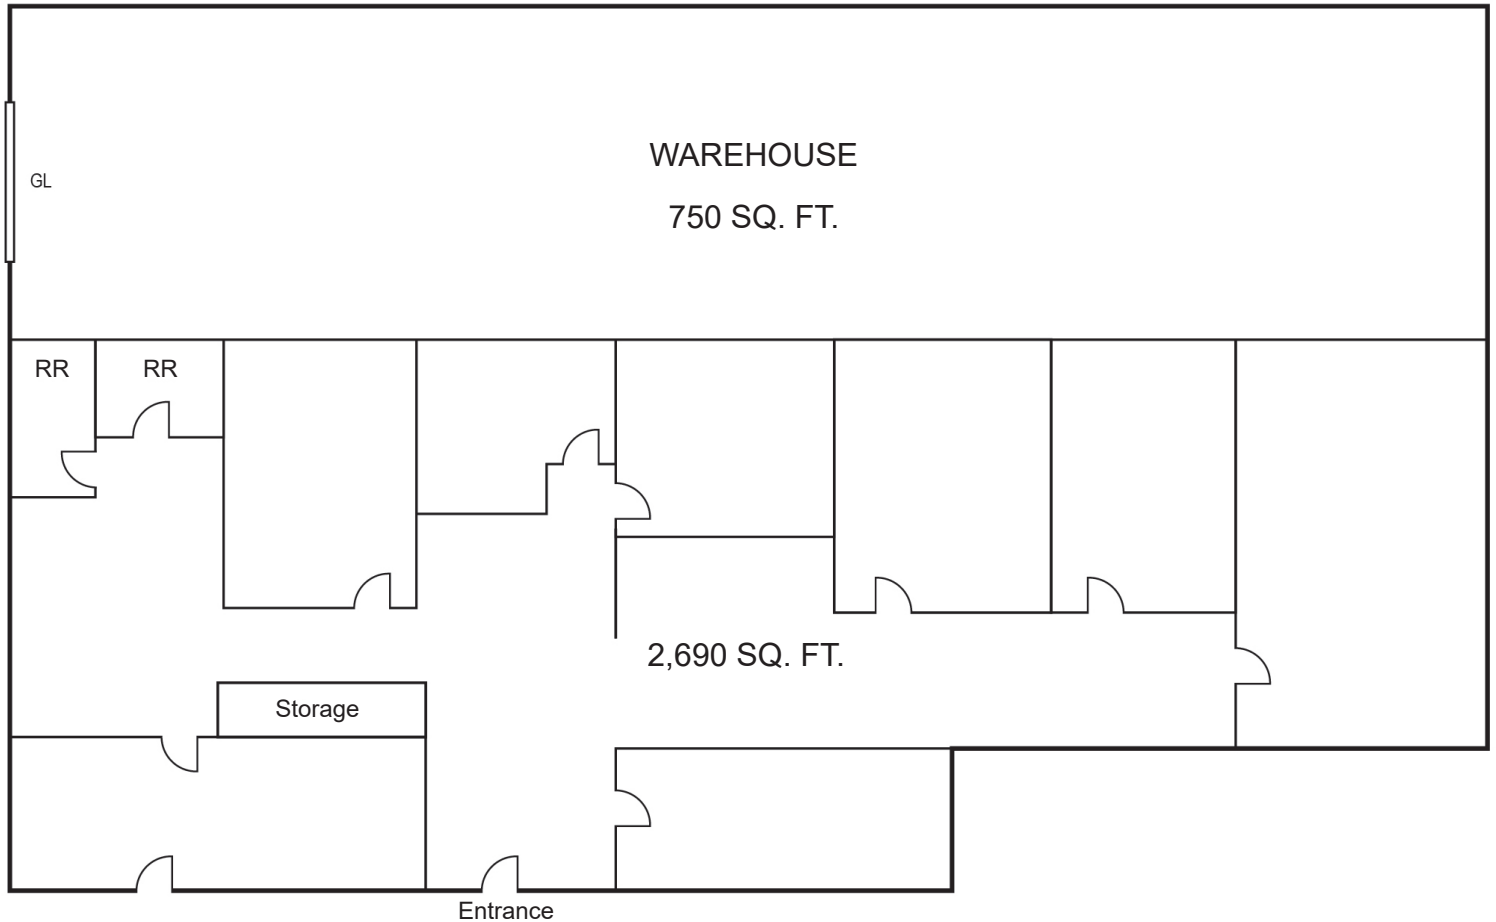 WAREHOUSE
GL
750 SQ. FT.
RR
RR
2,690 SQ. FT.
Storage
Entrance